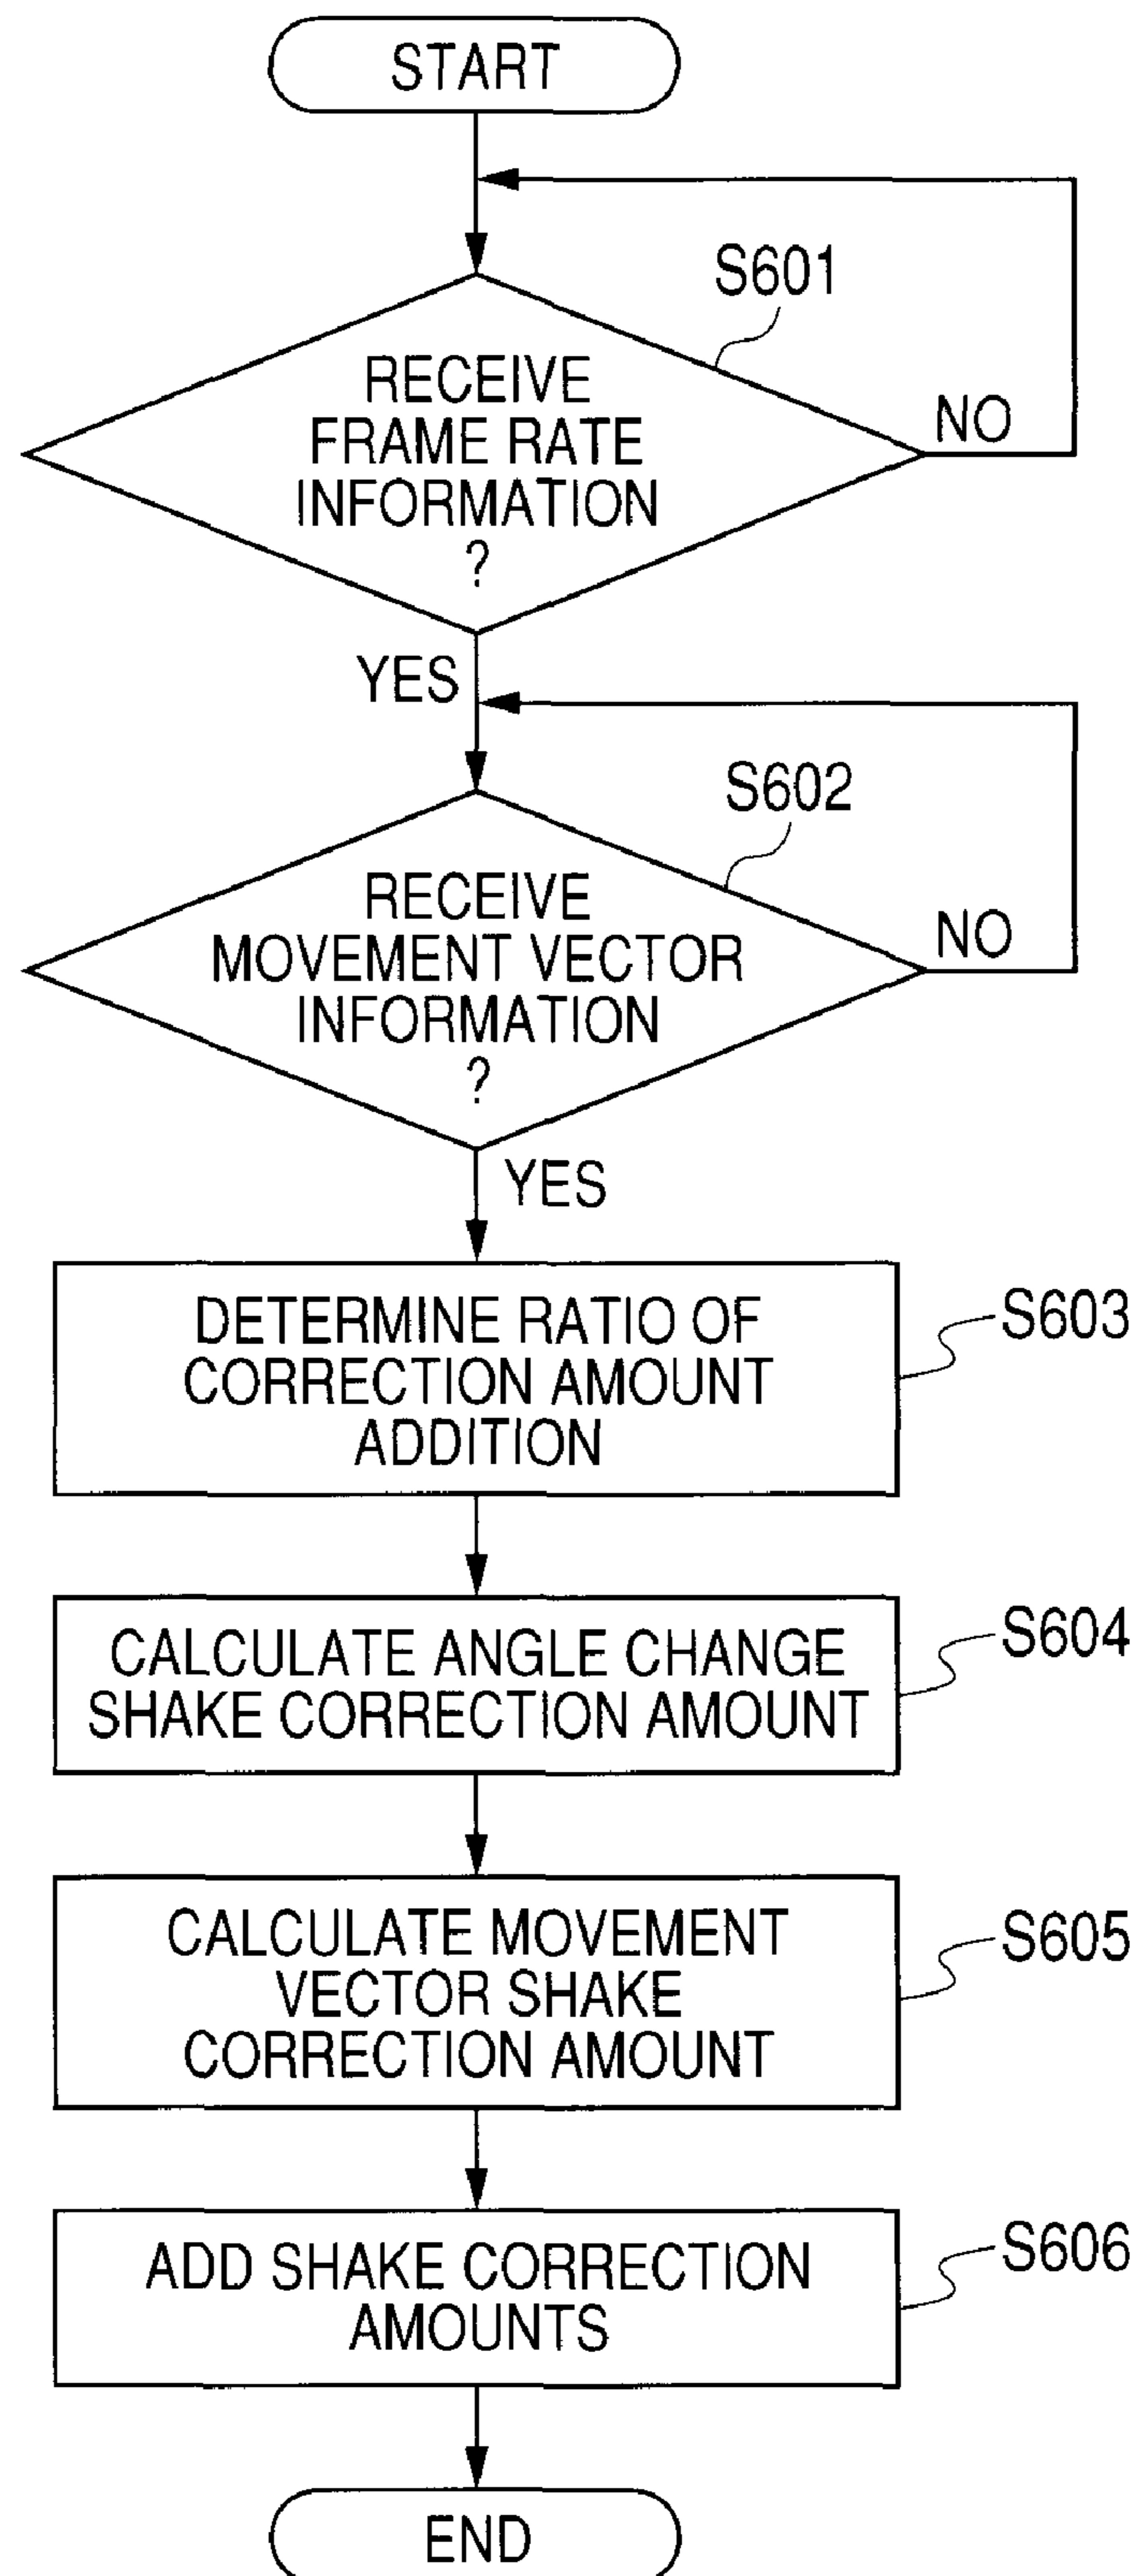 START
S601
RECEIVE
FRAME RATE
INFORMATION
?
NO
YES
S602
RECEIVE
MOVEMENT VECTOR
INFORMATION
?
NO
YES
DETERMINE RATIO OF
CORRECTION AMOUNT
ADDITION
S603
CALCULATE ANGLE CHANGE
SHAKE CORRECTION AMOUNT
S604
CALCULATE MOVEMENT
VECTOR SHAKE
CORRECTION AMOUNT
S605
ADD SHAKE CORRECTION
AMOUNTS
S606
END